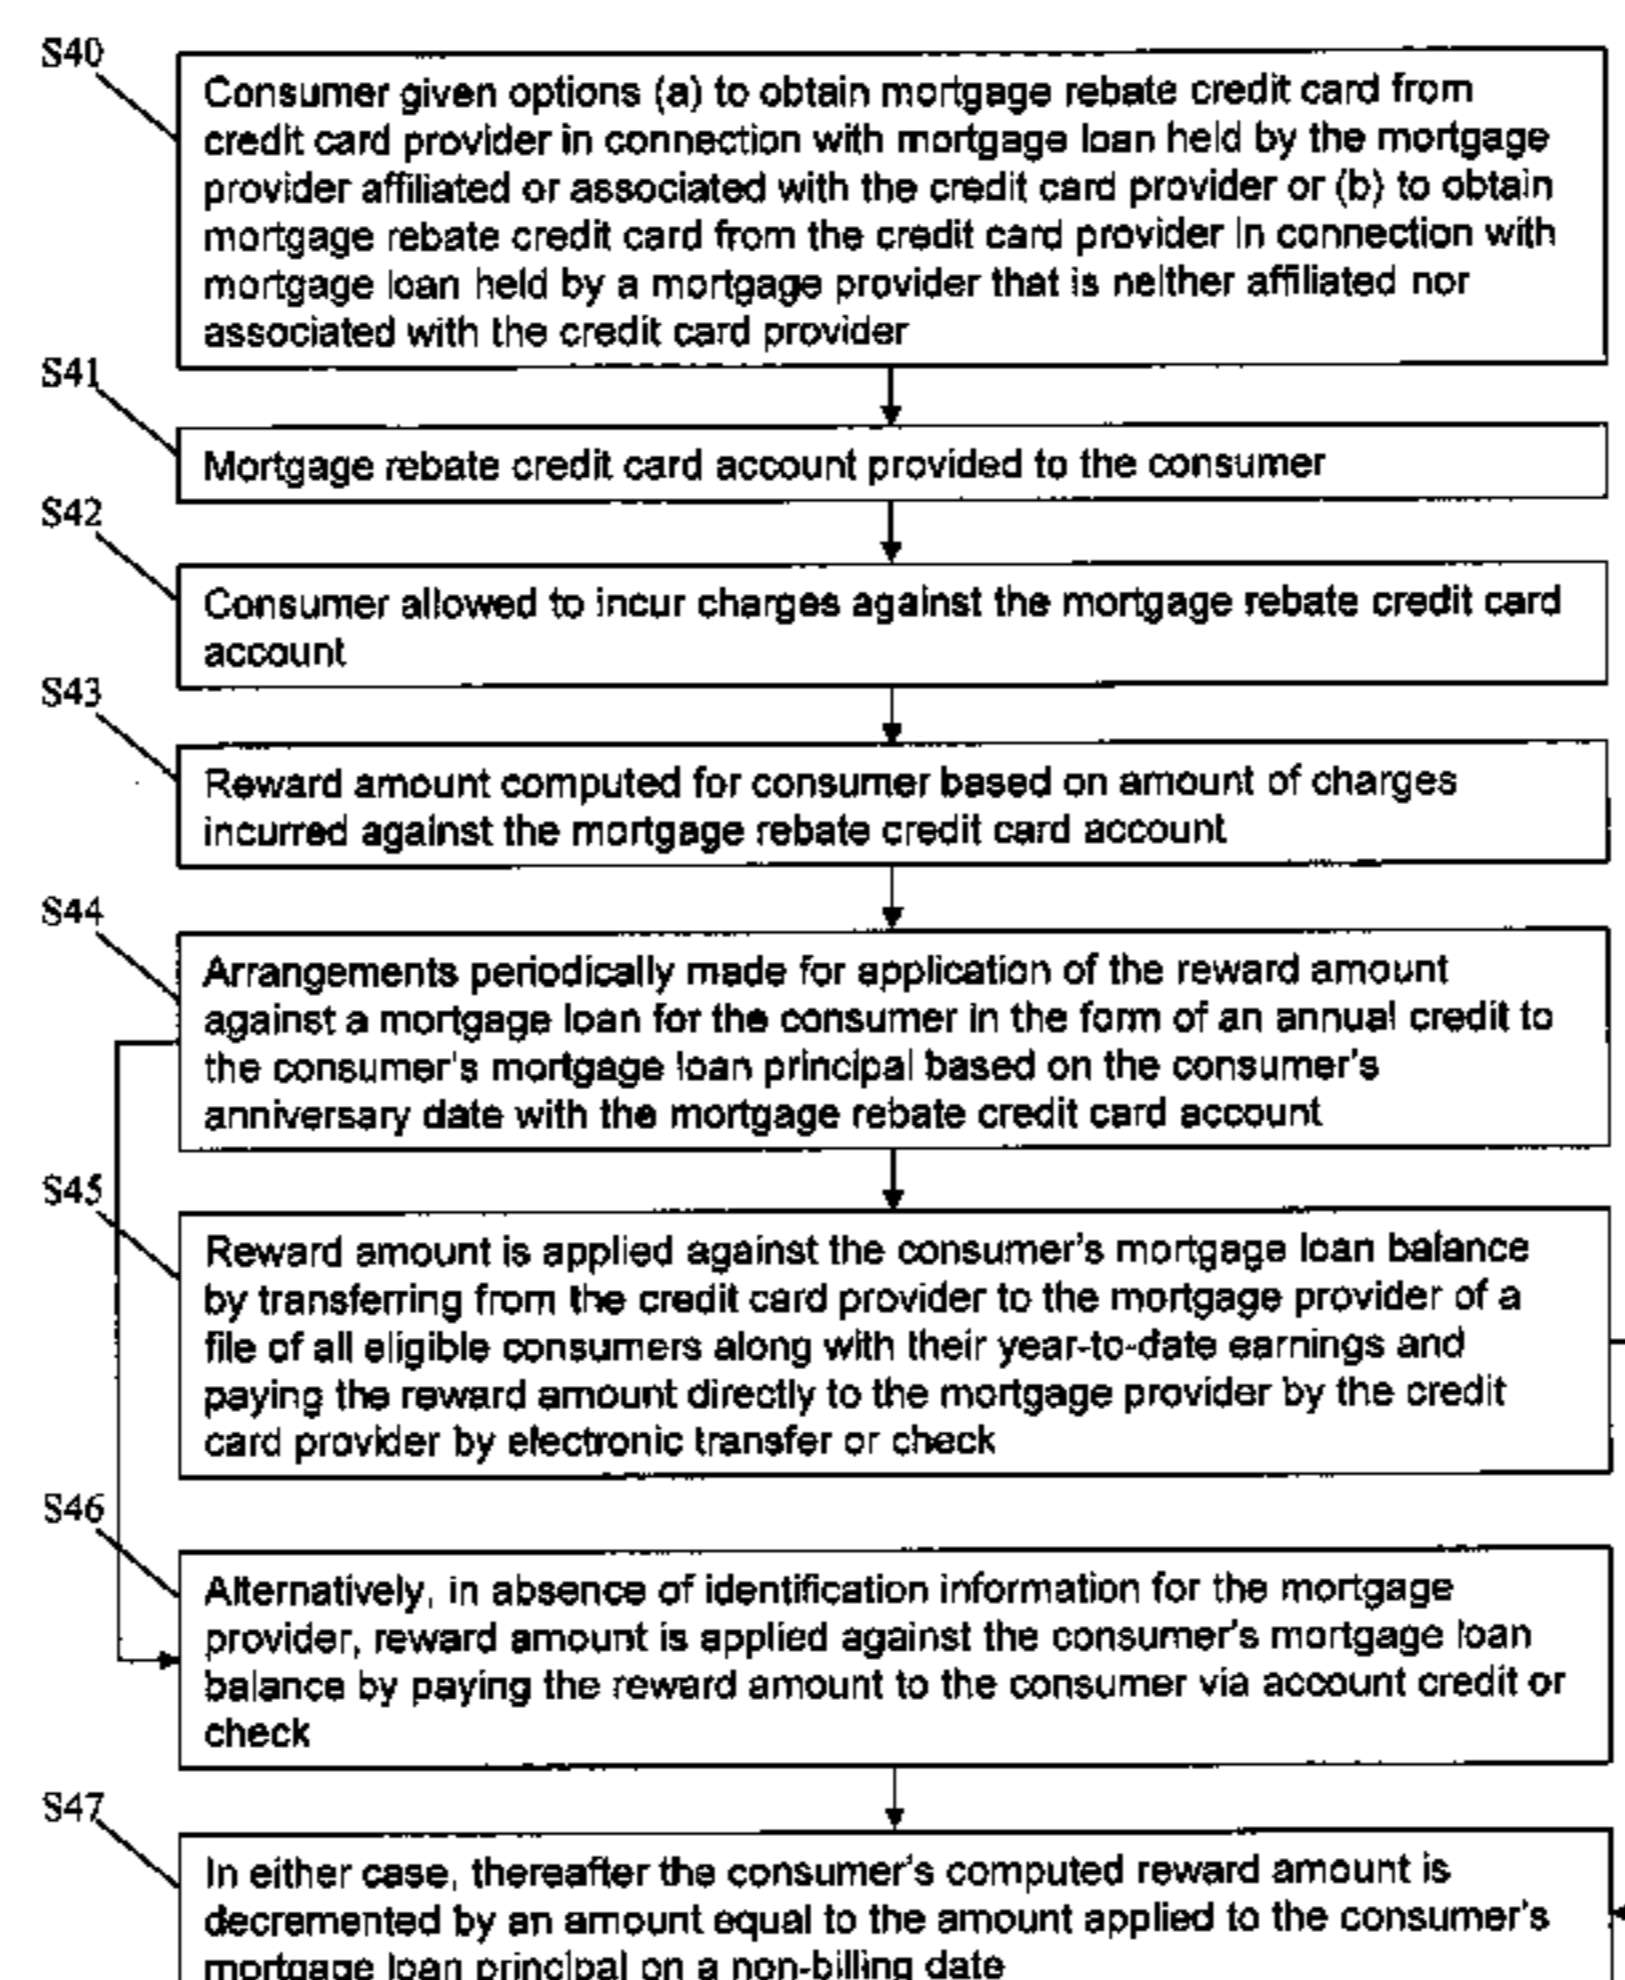 S40
Consumer given options (a) to obtain mortgage rebate credit card from
credit card provider in connection with mortgage loan held by the mortgage
provider affiliated or associated with the credit card provider or (b) to obtain
mortgage rebate credit card from the credit card provider in connection with
mortgage loan held by a mortgage provider that is neither affiliated nor
associated with the credit card provider
S41
Mortgage rebate credit card account provided to the consumer
S42
Consumer allowed to incur charges against the mortgage rebate credit card
account
S43
Reward amount computed for consumer based on amount of charges
incurred against the mortgage rebate credit card account
S44
Arrangements periodically made for application of the reward amount
against a mortgage loan for the consumer in the form of an annual credit to
the consumer's mortgage loan principal based on the consumer's
anniversary date with the mortgage rebate credit card account
S45
Reward amount is applied against the consumer's mortgage loan balance
by transferring from the credit card provider to the mortgage provider of a
file of all eligible consumers along with their year-to-date earnings and
paying the reward amount directly to the mortgage provider by the credit
card provider by electronic transfer or check
S46
Alternatively, in absence of identification information for the mortgage
provider, reward amount is applied against the consumer's mortgage loan
balance by paying the reward amount to the consumer via account credit or
check
S47
In either case, thereafter the consumer's computed reward amount is
decremented by an amount equal to the amount applied to the consumer's
mortgage loan principal on a non-billing date